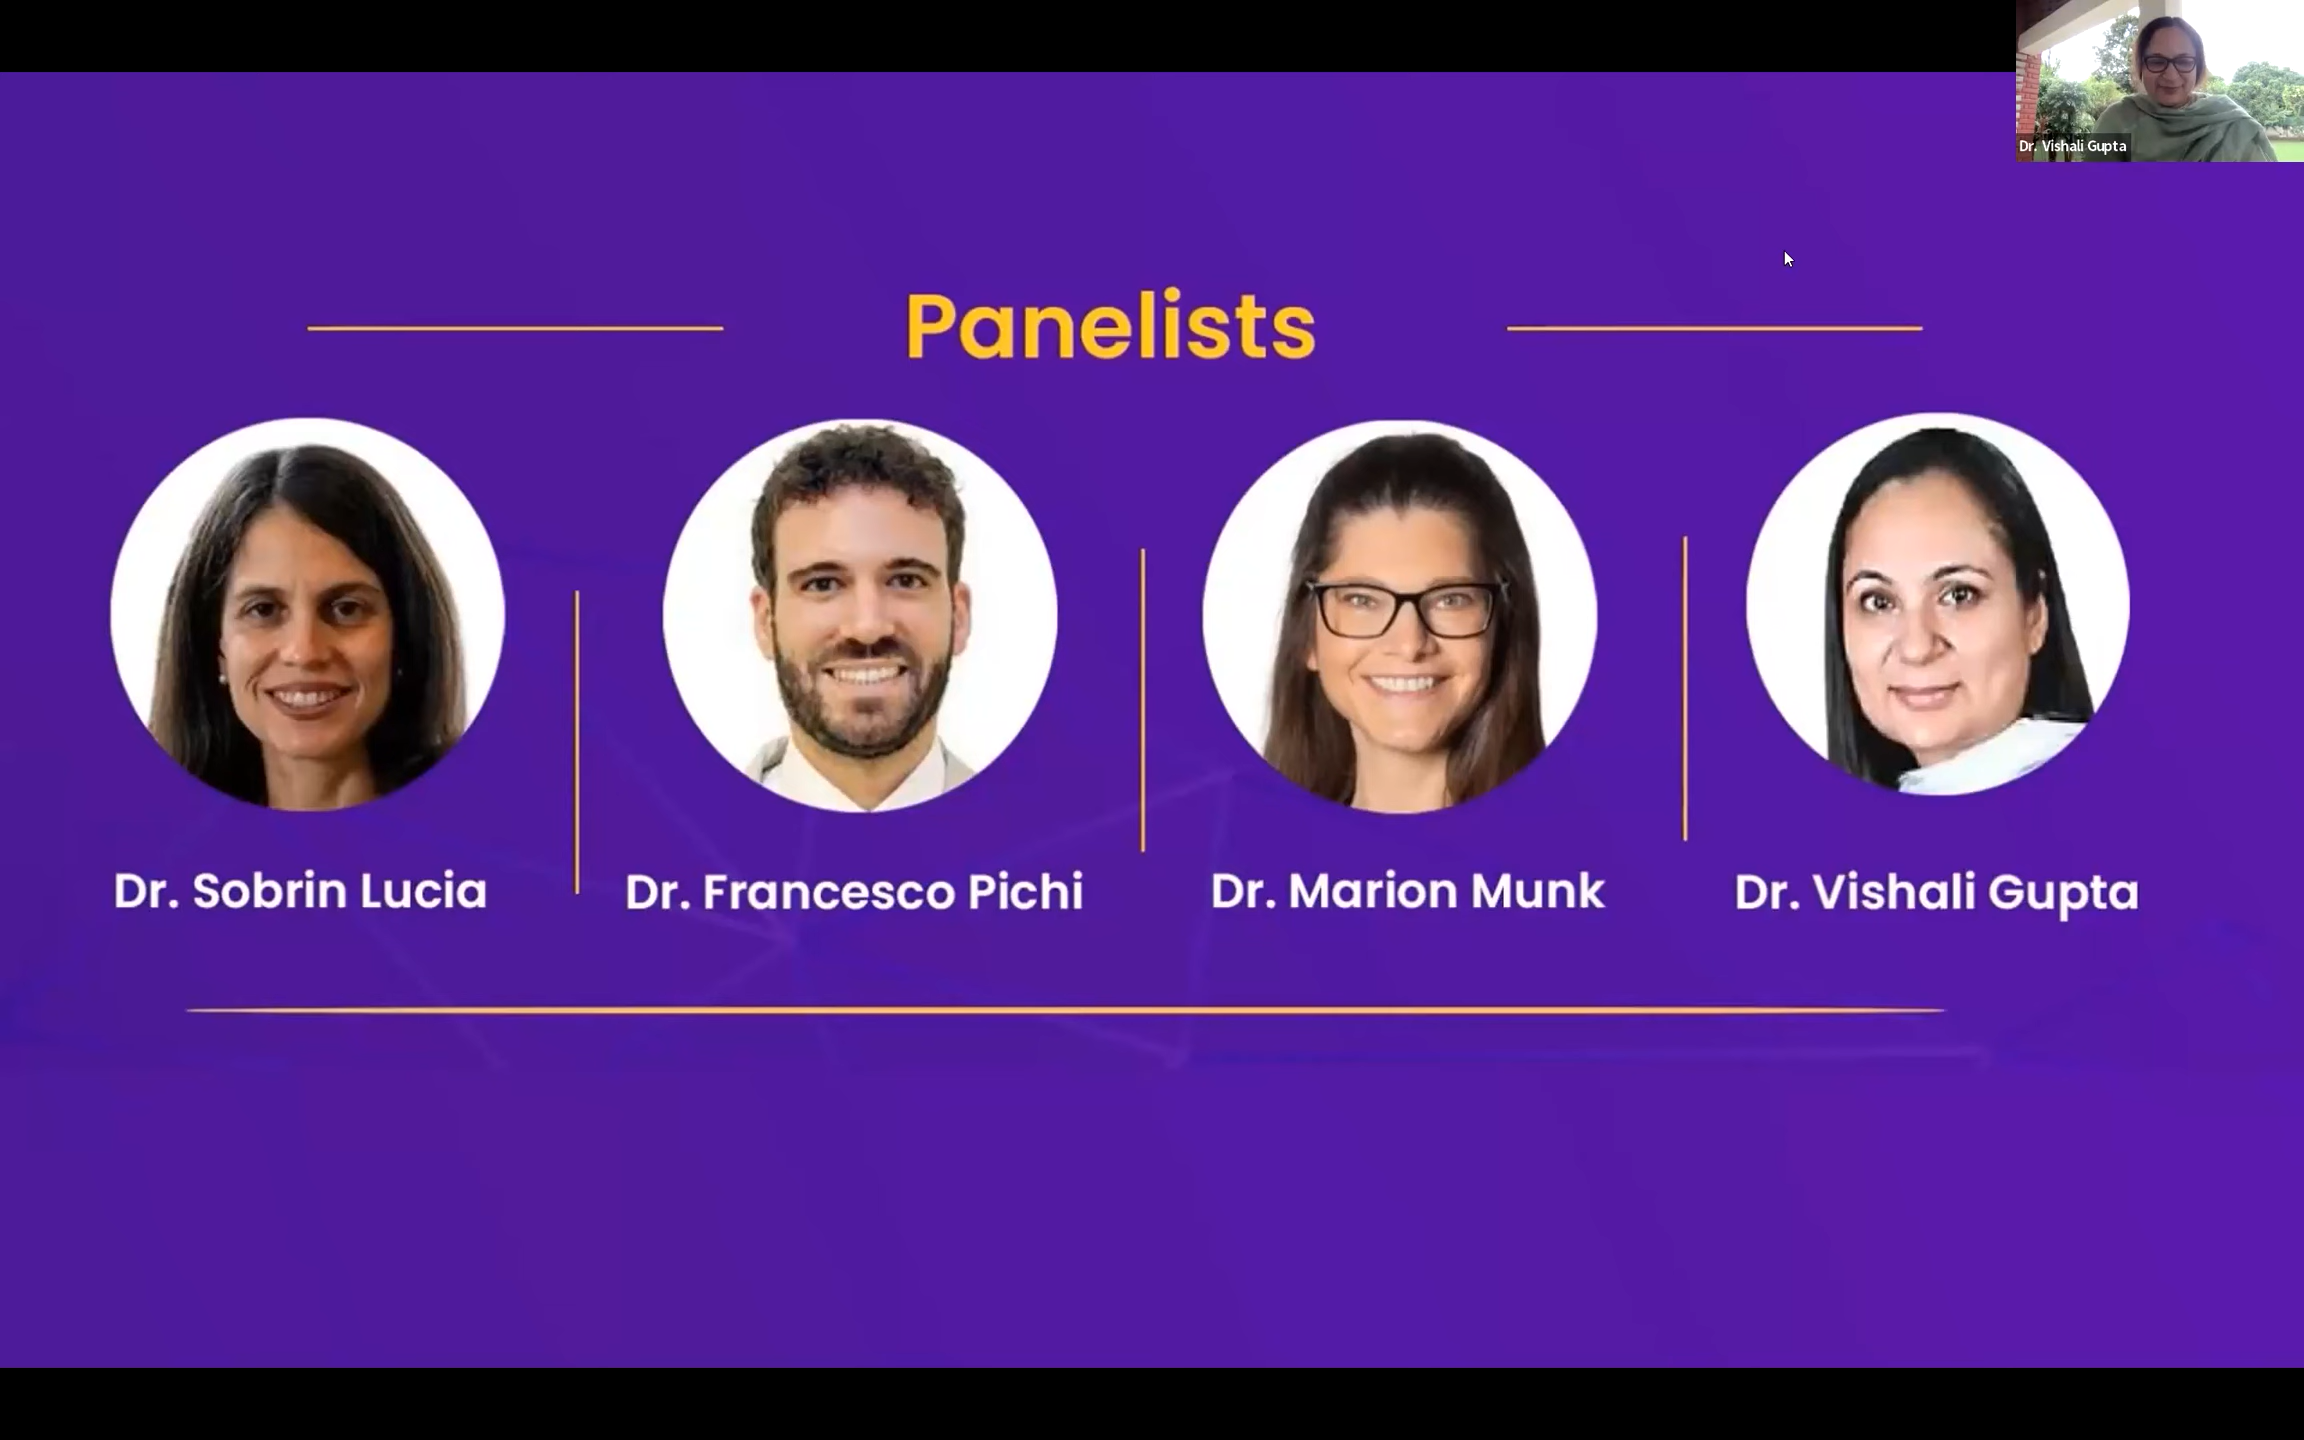 Dr. Vishali Gupta
Panelists
Dr. Sobrin Lucia
Dr. Francesco Pichi
Dr. Marion Munk
Dr. Vishali Gupta